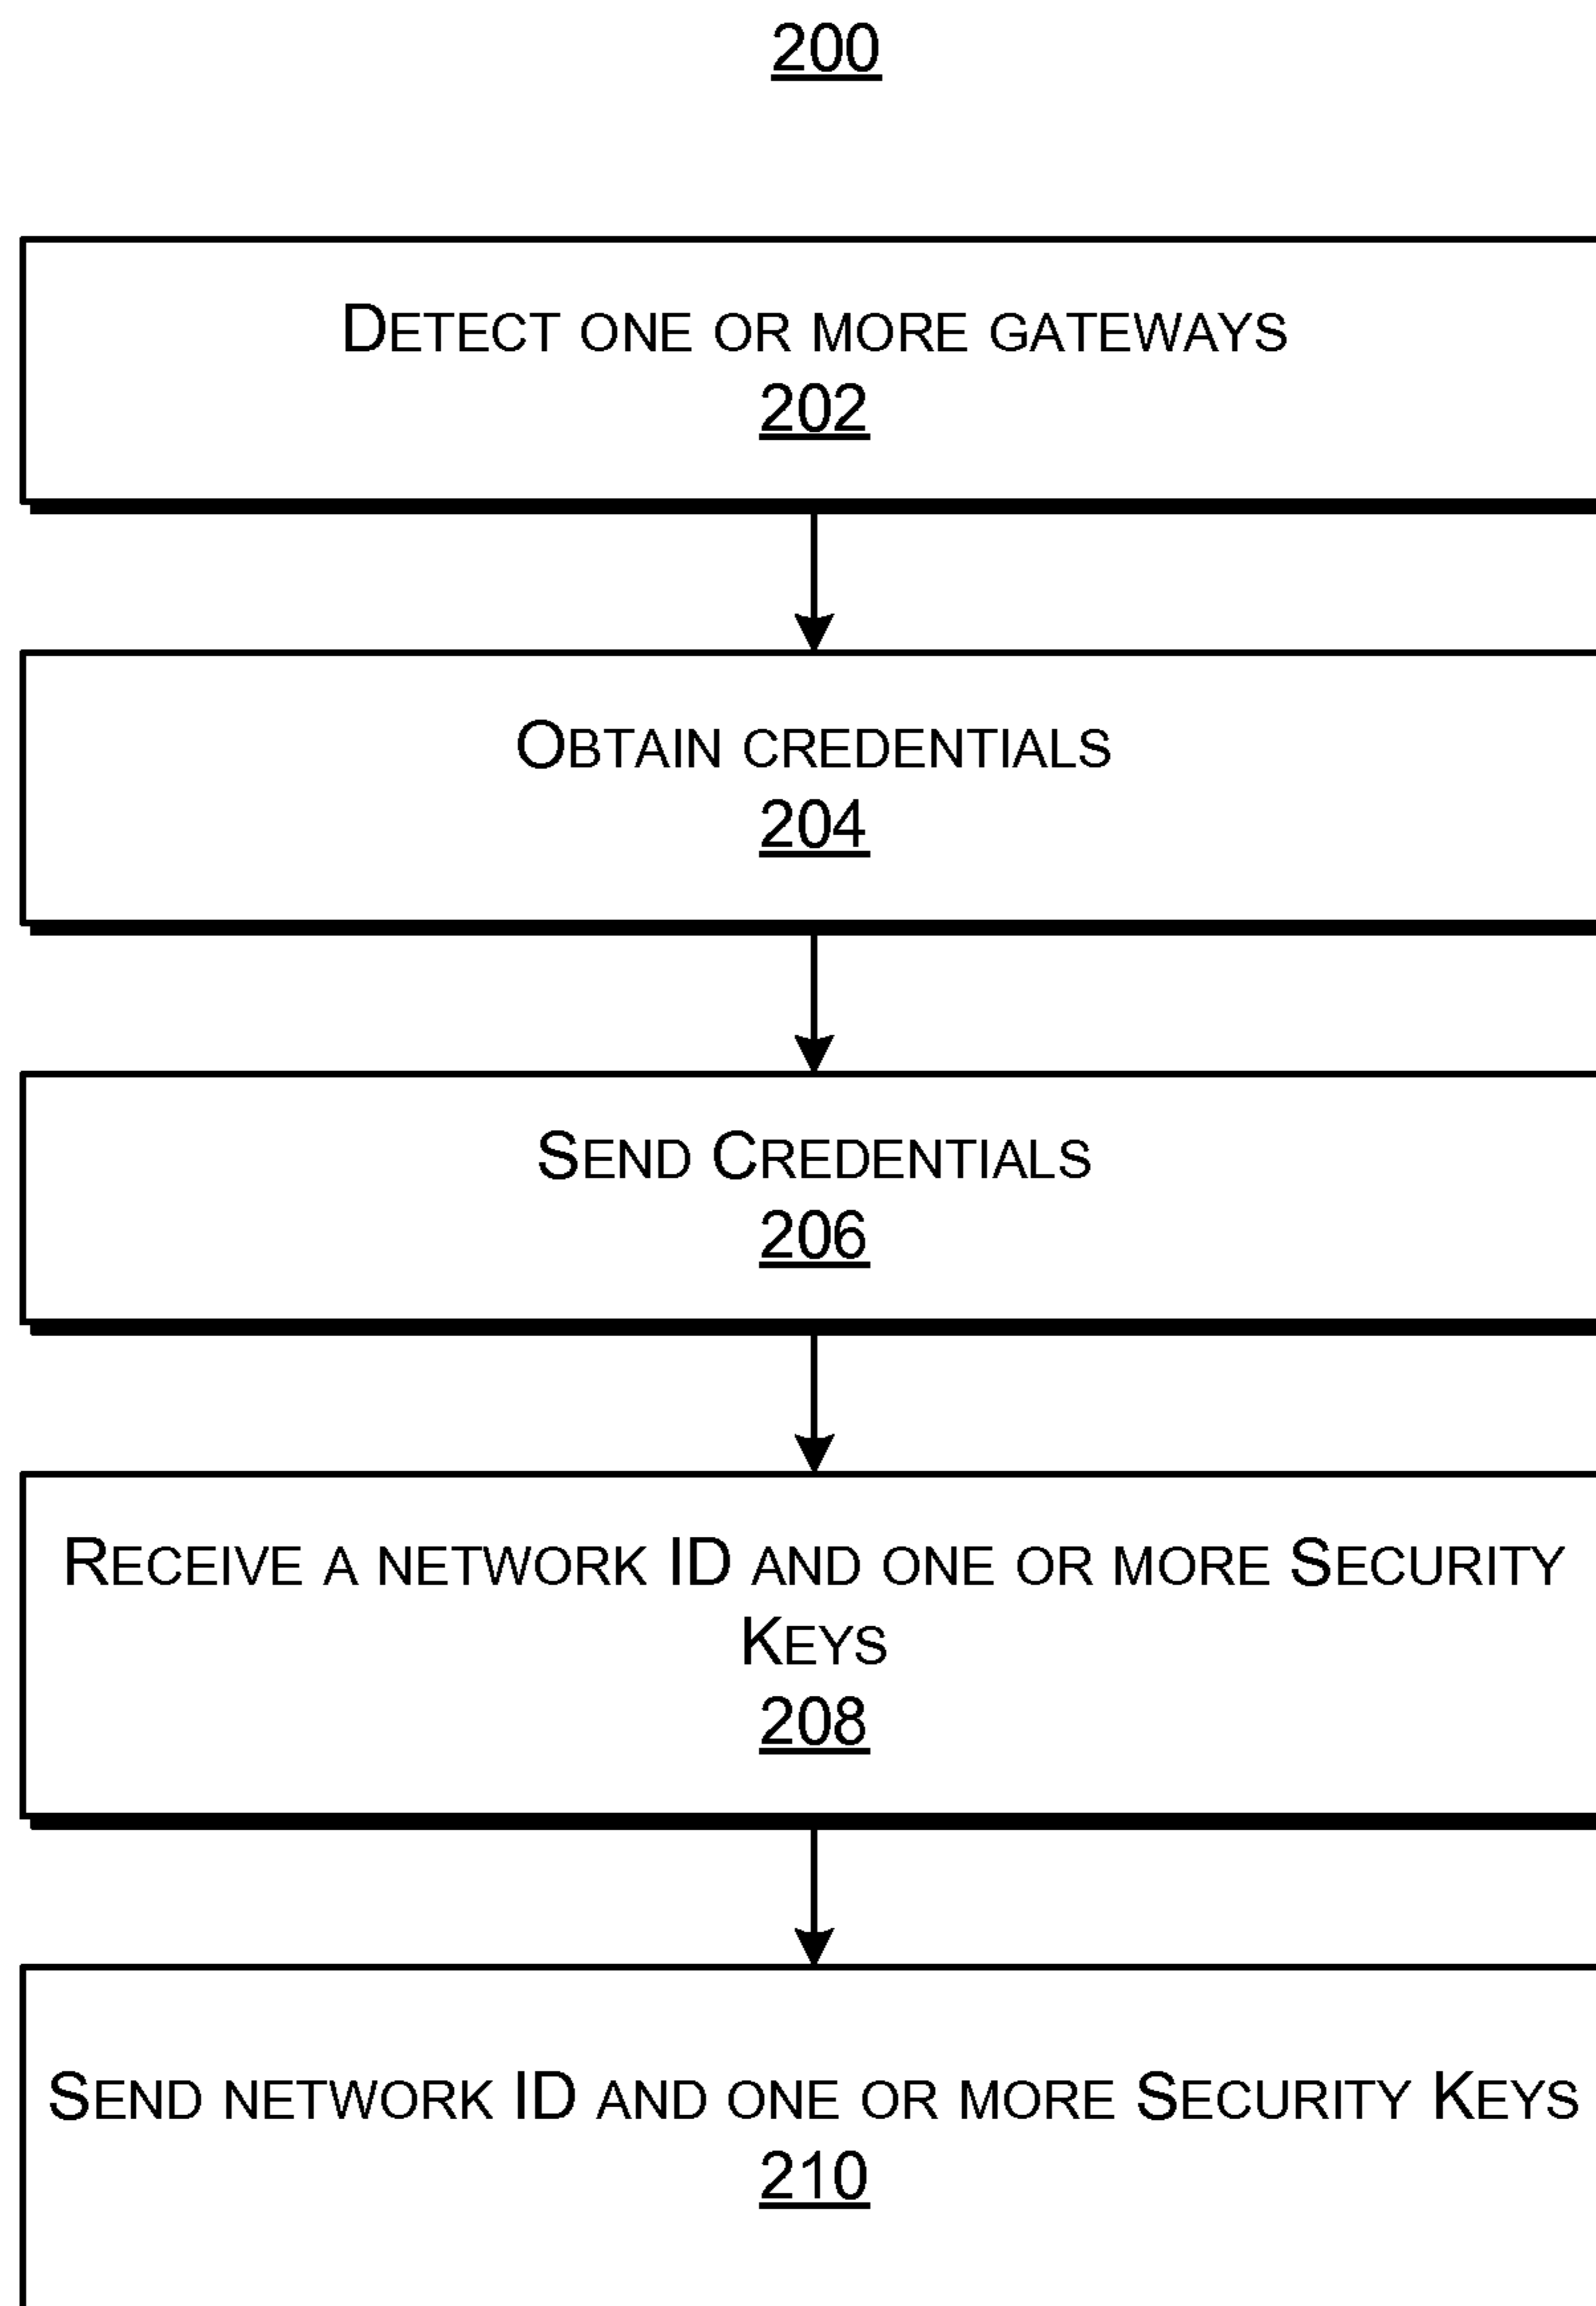 200
Detect one or more gateways
202
Obtain credentials
204
Send Credentials
206
Receive a network ID and one or more Security
Keys
208
Send network ID and one or more Security Keys
210